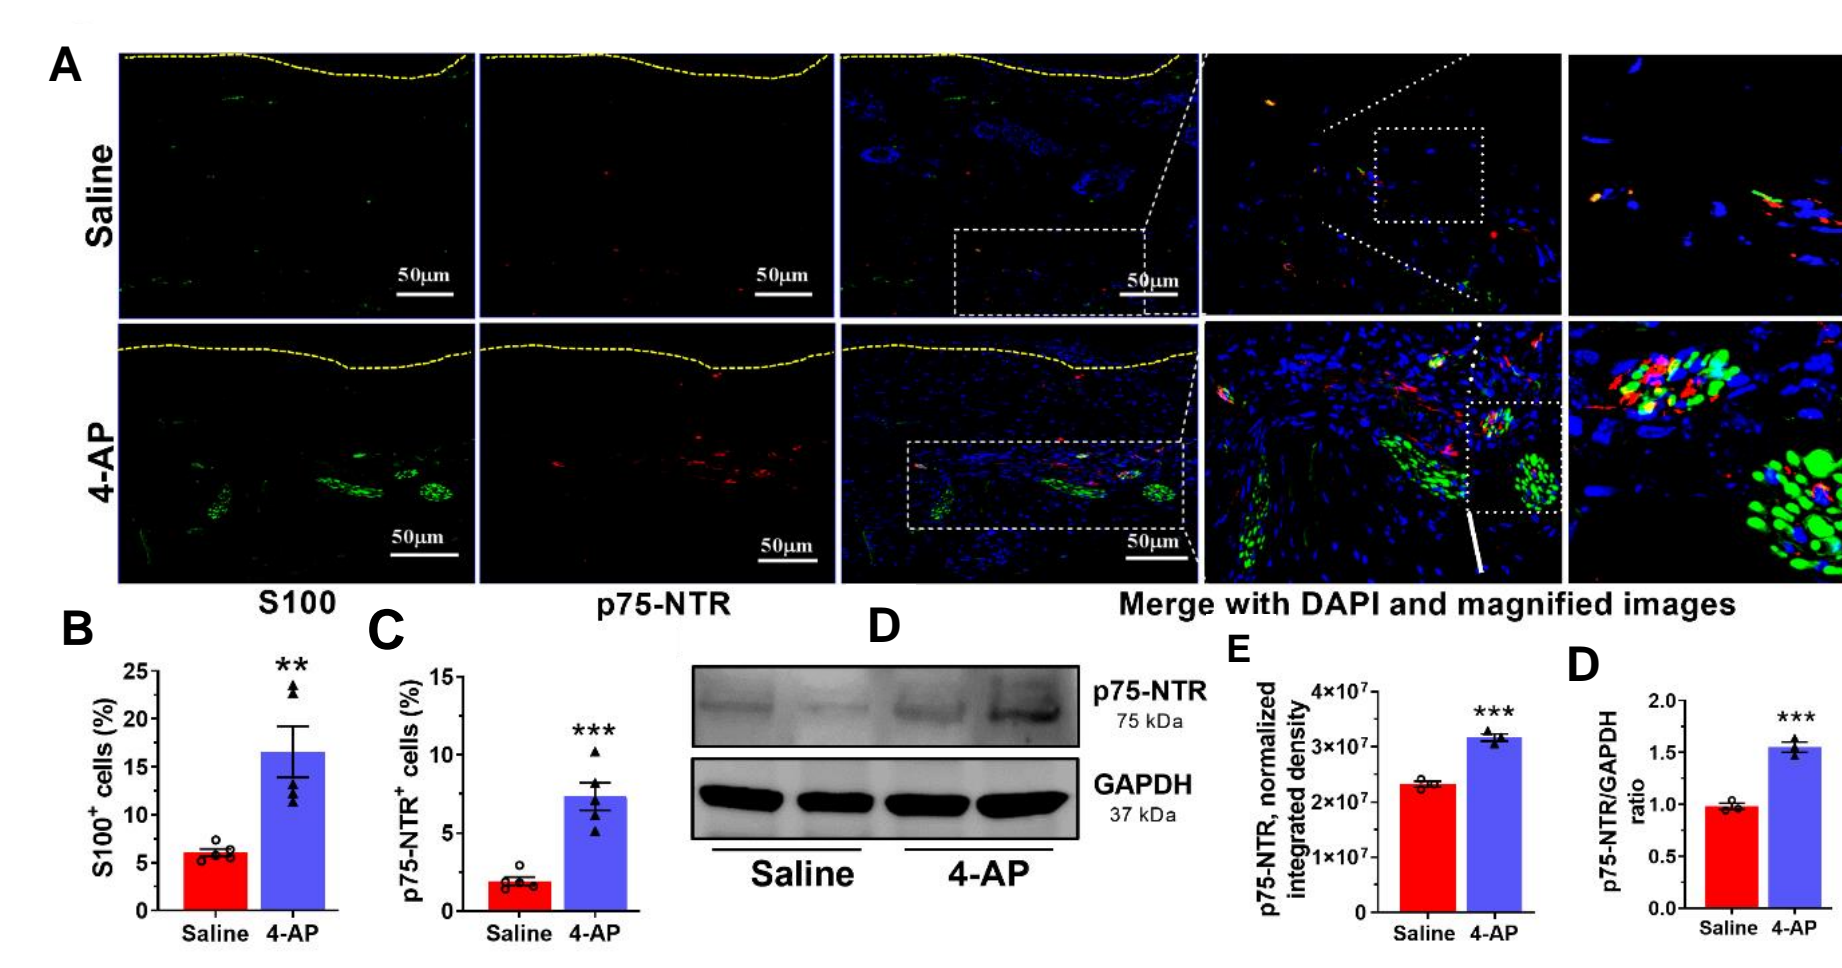 A
Saline
50μm
50μm
50μm
4-AP
50μm
50μm
50μm
S100
p75-NTR
Merge with DAPI and magnified images
B
S100⁺ cells (%)
25
20
15
10
5
0
**
Saline
4-AP
C
p75-NTR⁺ cells (%)
15
10
5
0
***
Saline
4-AP
D
p75-NTR
75 kDa
GAPDH
37 kDa
Saline
4-AP
E
p75-NTR, normalized
integrated density
4×10⁷
3×10⁷
2×10⁷
1×10⁷
0
***
Saline
4-AP
D
p75-NTR/GAPDH
ratio
2.0
1.5
1.0
0.5
0.0
***
Saline
4-AP